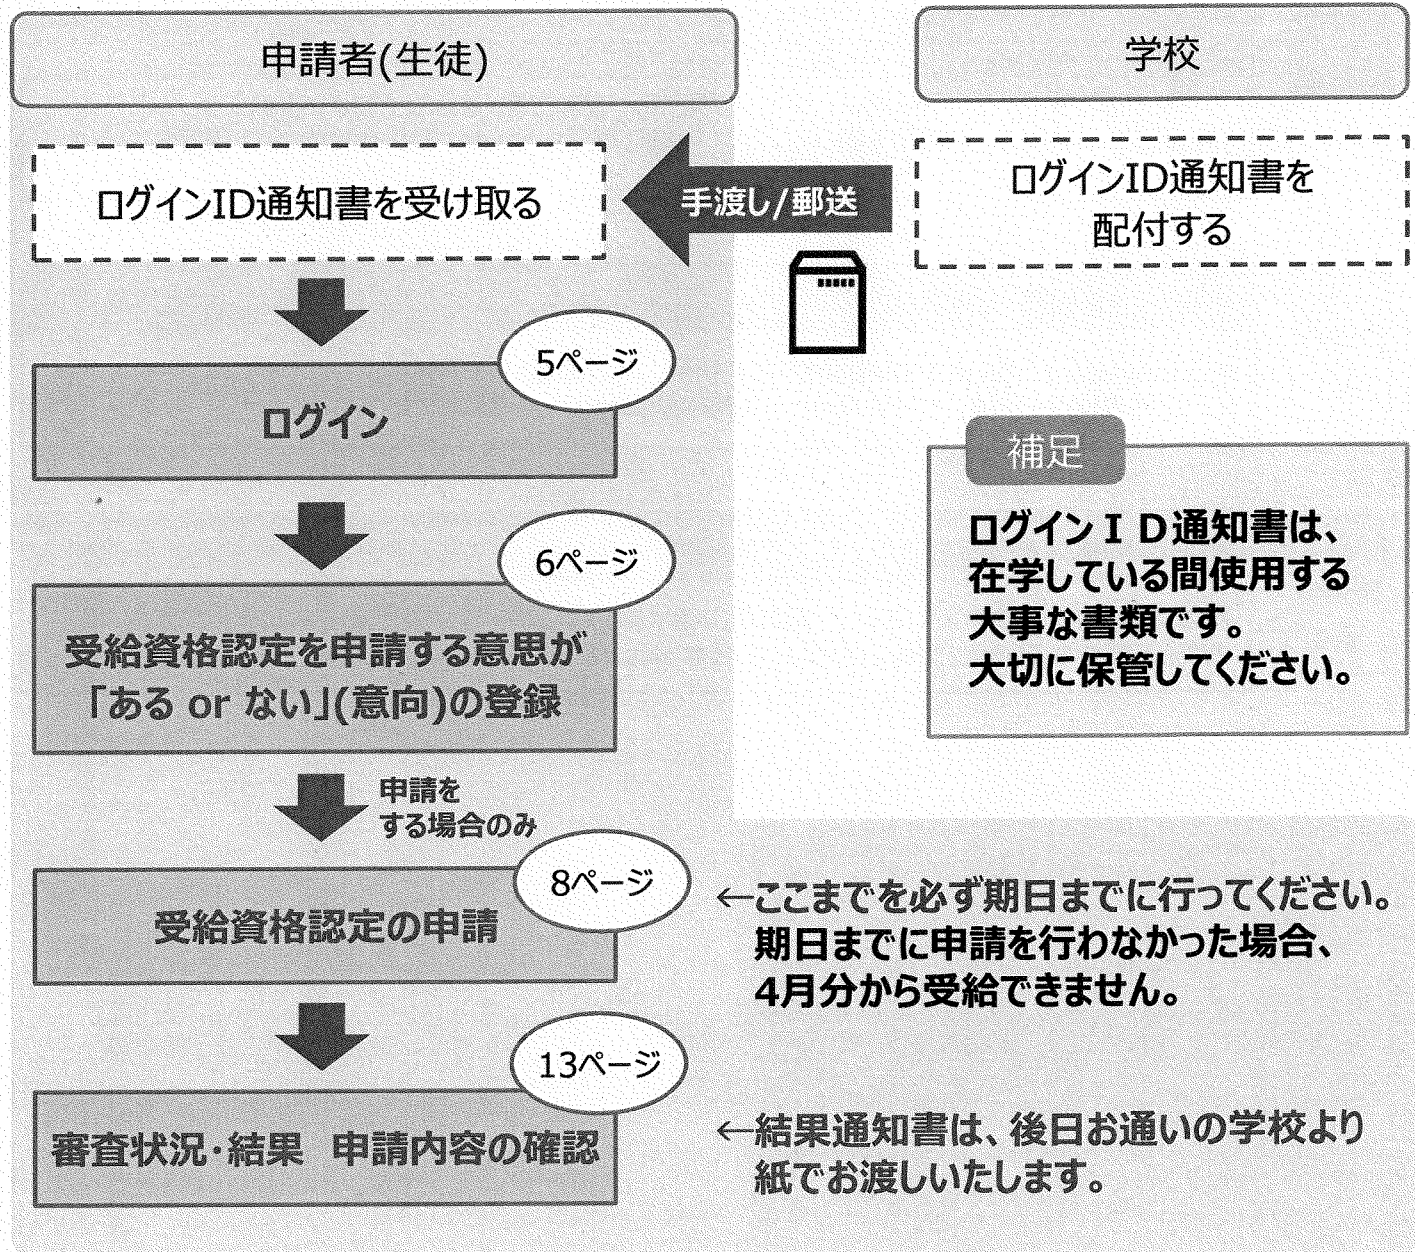 申請者(生徒)
学校
ログインID通知書を受け取る
手渡し/郵送
ログインID通知書を
配付する
5ページ
ログイン
補足
ログインＩＤ通知書は、
在学している間使用する
大事な書類です。
大切に保管してください。
6ページ
受給資格認定を申請する意思が
「ある or ない」(意向)の登録
申請を
する場合のみ
8ページ
受給資格認定の申請
←ここまでを必ず期日までに行ってください。
期日までに申請を行わなかった場合、
4月分から受給できません。
13ページ
審査状況･結果　申請内容の確認
←結果通知書は、後日お通いの学校より
紙でお渡しいたします。